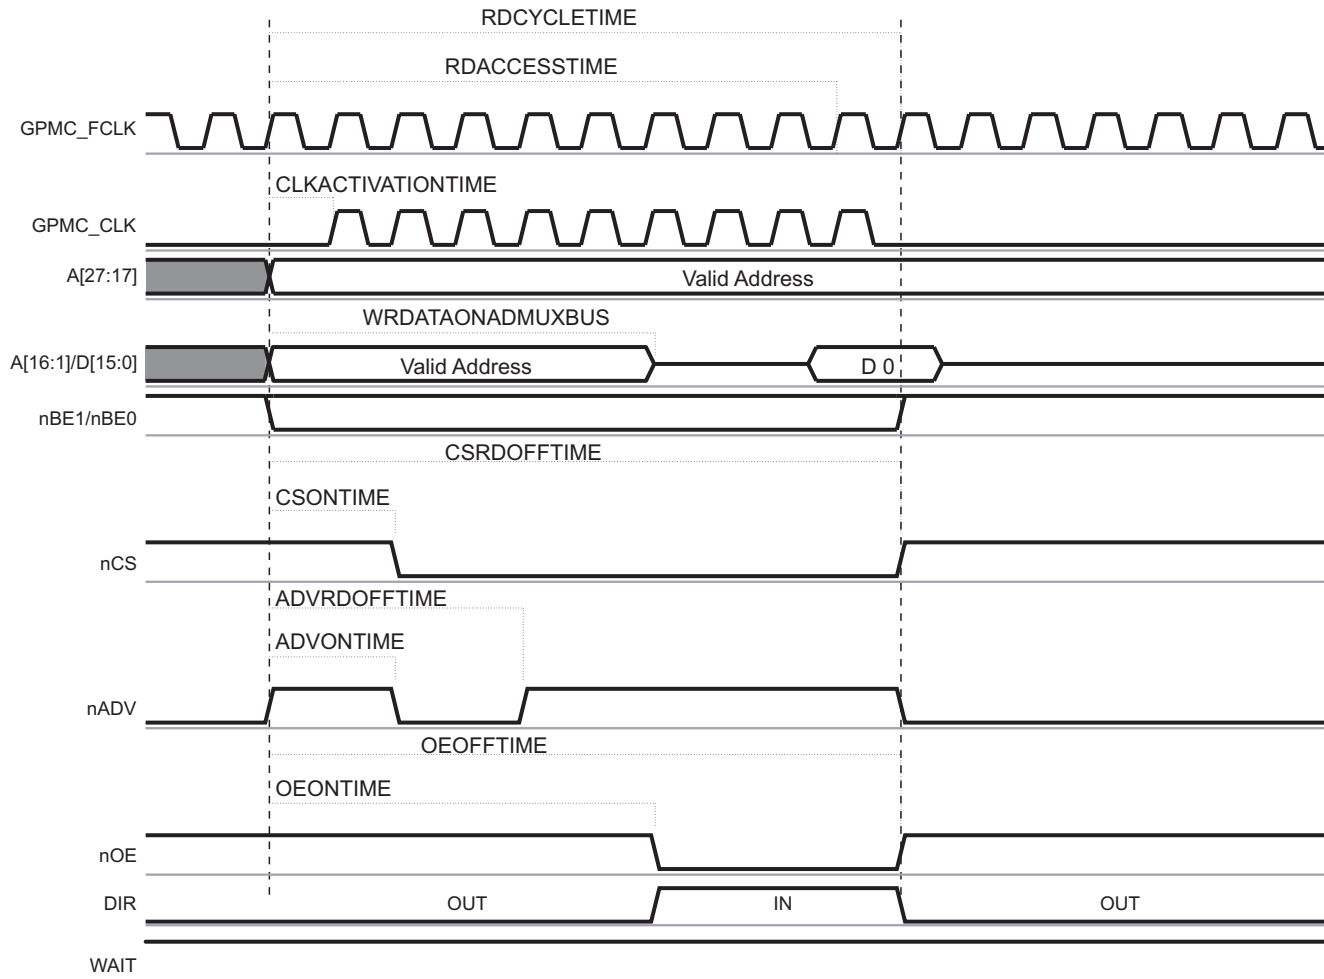 RDCYCLETIME
RDACCESSTIME
GPMC_FCLK
CLKACTIVATIONTIME
GPMC_CLK
A[27:17]
Valid Address
WRDATAONADMUXBUS
A[16:1]/D[15:0]
Valid Address
D 0
nBE1/nBE0
CSRDOFFTIME
CSONTIME
nCS
ADVRDOFFTIME
ADVONTIME
nADV
OEOFFTIME
OEONTIME
nOE
DIR
OUT
IN
OUT
WAIT